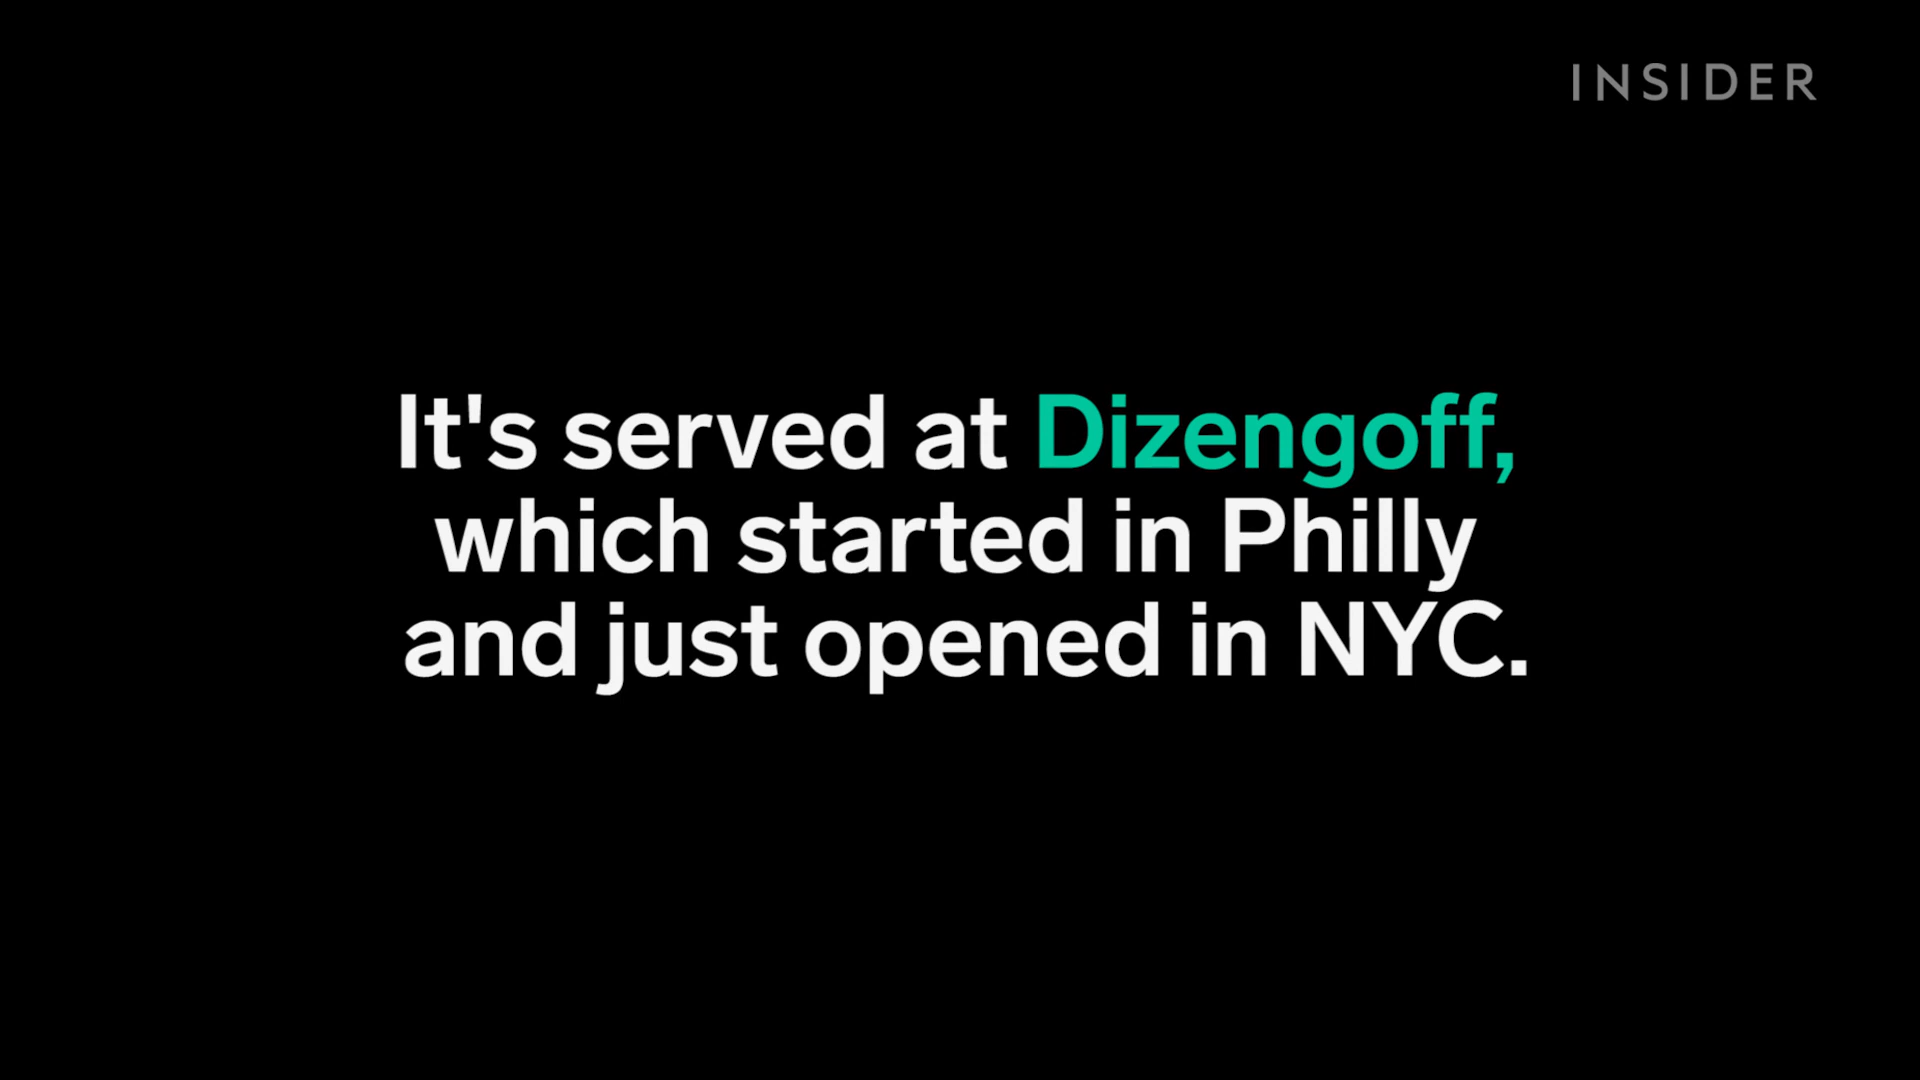 INSIDER
It's served at Dizengoff,
which started in Philly
and just opened in NYC.